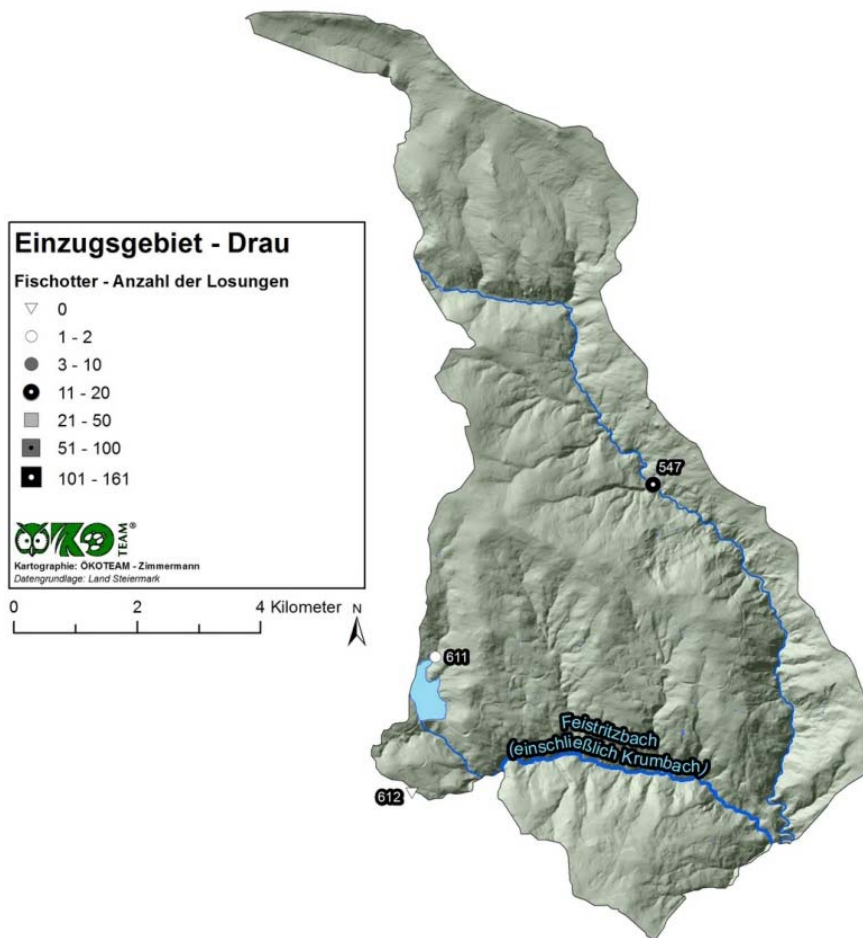 Einzugsgebiet - Drau
Fischotter - Anzahl der Losungen
0
1 - 2
3 - 10
11 - 20
21 - 50
51 - 100
101 - 161
ÖKO TEAM®
Kartographie: ÖKOTEAM - Zimmermann
Datengrundlage: Land Steiermark
0 2 4 Kilometer
N
547
611
Feistritzbach
(einschließlich Krumbach)
612